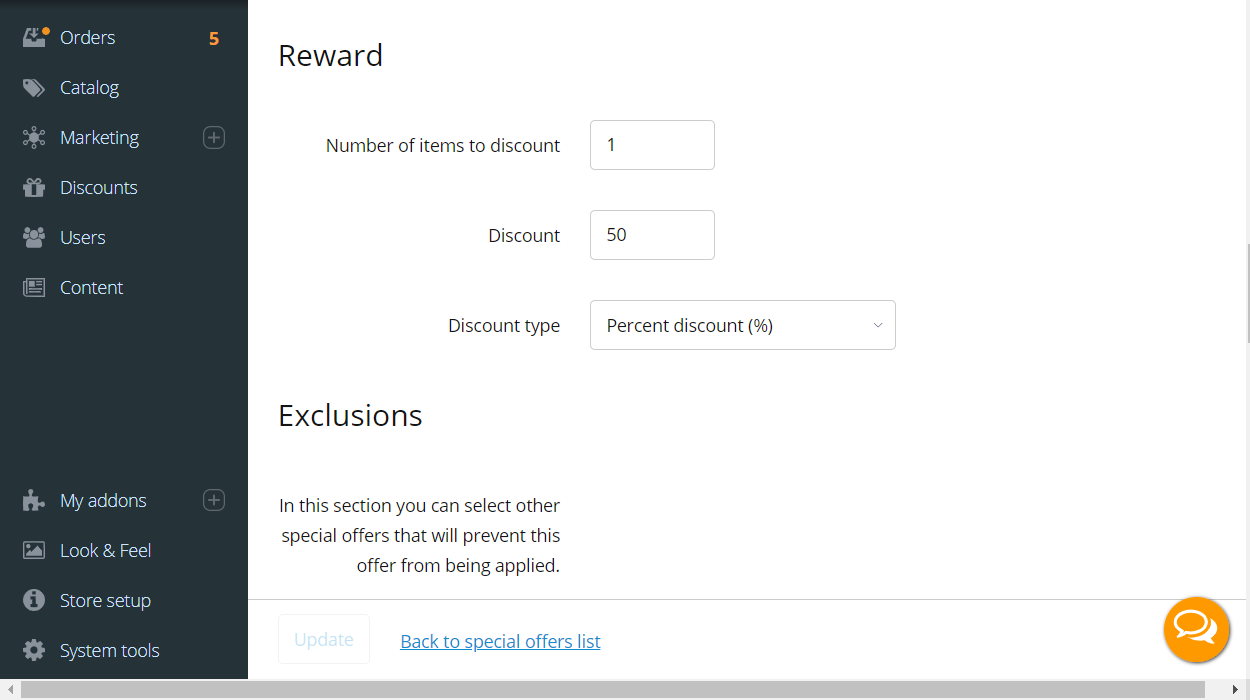 Orders 5
Catalog
Marketing
Discounts
Users
Content
My addons
Look & Feel
Store setup
System tools
Reward
Number of items to discount 1
Discount 50
Discount type Percent discount (%)
Exclusions
In this section you can select other
special offers that will prevent this
offer from being applied.
Update Back to special offers list